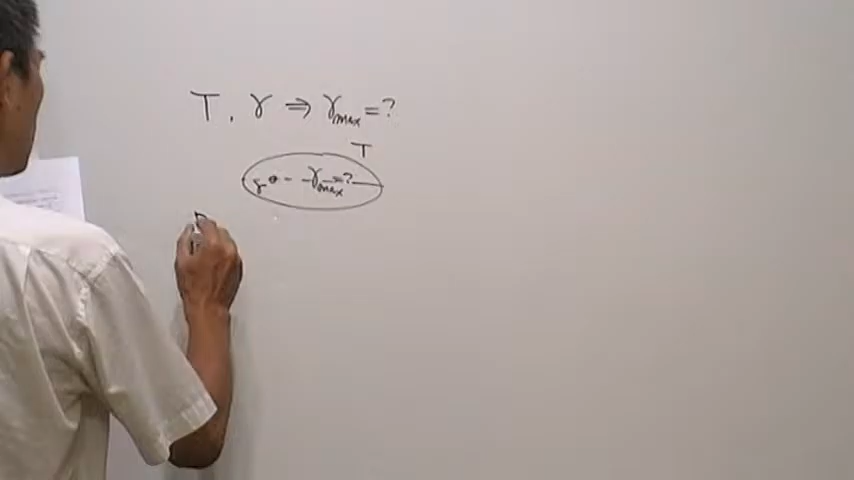 T, γ ⇒ γmax = ?
T
γmax = ?